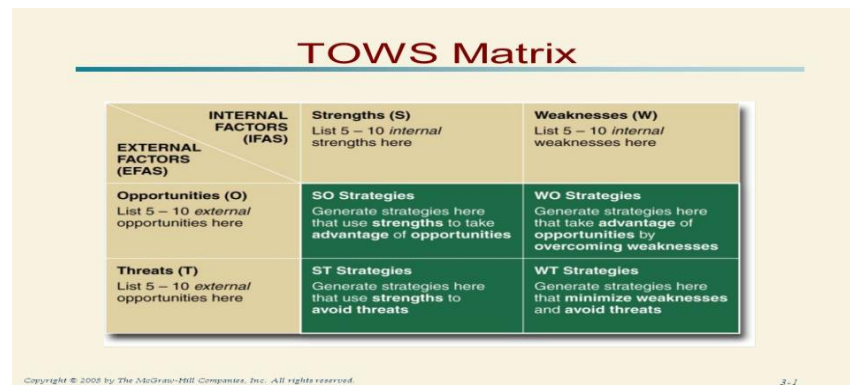 TOWS Matrix
INTERNAL
FACTORS
(IFAS)
EXTERNAL
FACTORS
(EFAS)
Strengths (S)
List 5 – 10 internal
strengths here
Weaknesses (W)
List 5 – 10 internal
weaknesses here
Opportunities (O)
List 5 – 10 external
opportunities here
SO Strategies
Generate strategies here
that use strengths to take
advantage of opportunities
WO Strategies
Generate strategies here
that take advantage of
opportunities by
overcoming weaknesses
Threats (T)
List 5 – 10 external
opportunities here
ST Strategies
Generate strategies here
that use strengths to
avoid threats
WT Strategies
Generate strategies here
that minimize weaknesses
and avoid threats
Copyright © 2005 by The McGraw-Hill Companies, Inc. All rights reserved.
3-1